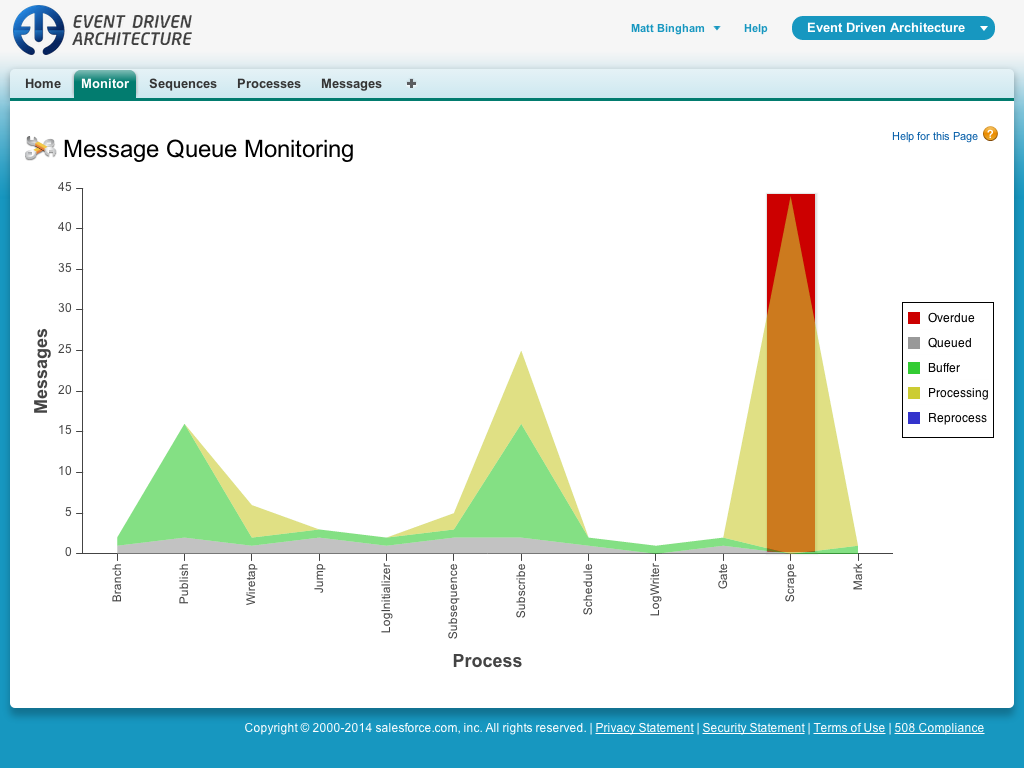 EVENT DRIVEN
ARCHITECTURE
Matt Bingham
Help
Event Driven Architecture
Home
Monitor
Sequences
Processes
Messages
+
Help for this Page ?
Message Queue Monitoring
45
40
35
30
25
20
15
10
5
0
Messages
Overdue
Queued
Buffer
Processing
Reprocess
Branch
Publish
Wiretap
Jump
LogInitializer
Subsequence
Subscribe
Schedule
LogWriter
Gate
Scrape
Mark
Process
Copyright © 2000-2014 salesforce.com, inc. All rights reserved. | Privacy Statement | Security Statement | Terms of Use | 508 Compliance